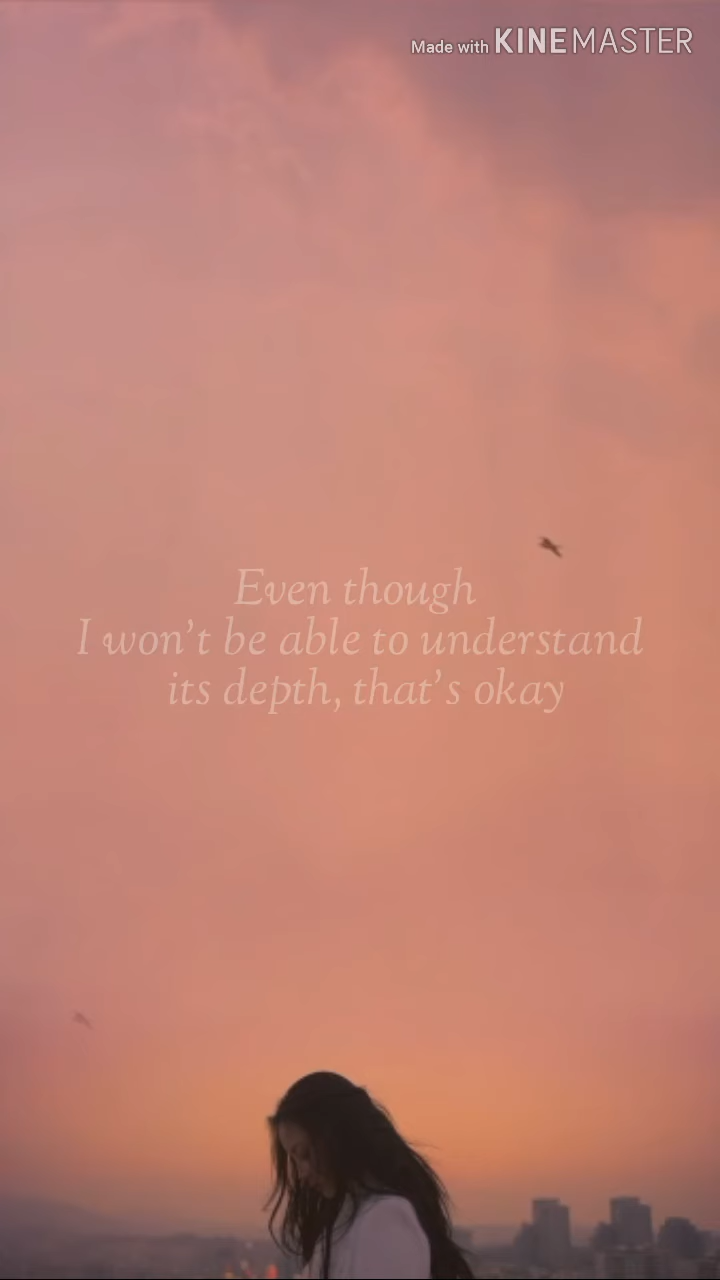 Made with KINEMASTER
Even though
I won't be able to understand
its depth, that's okay